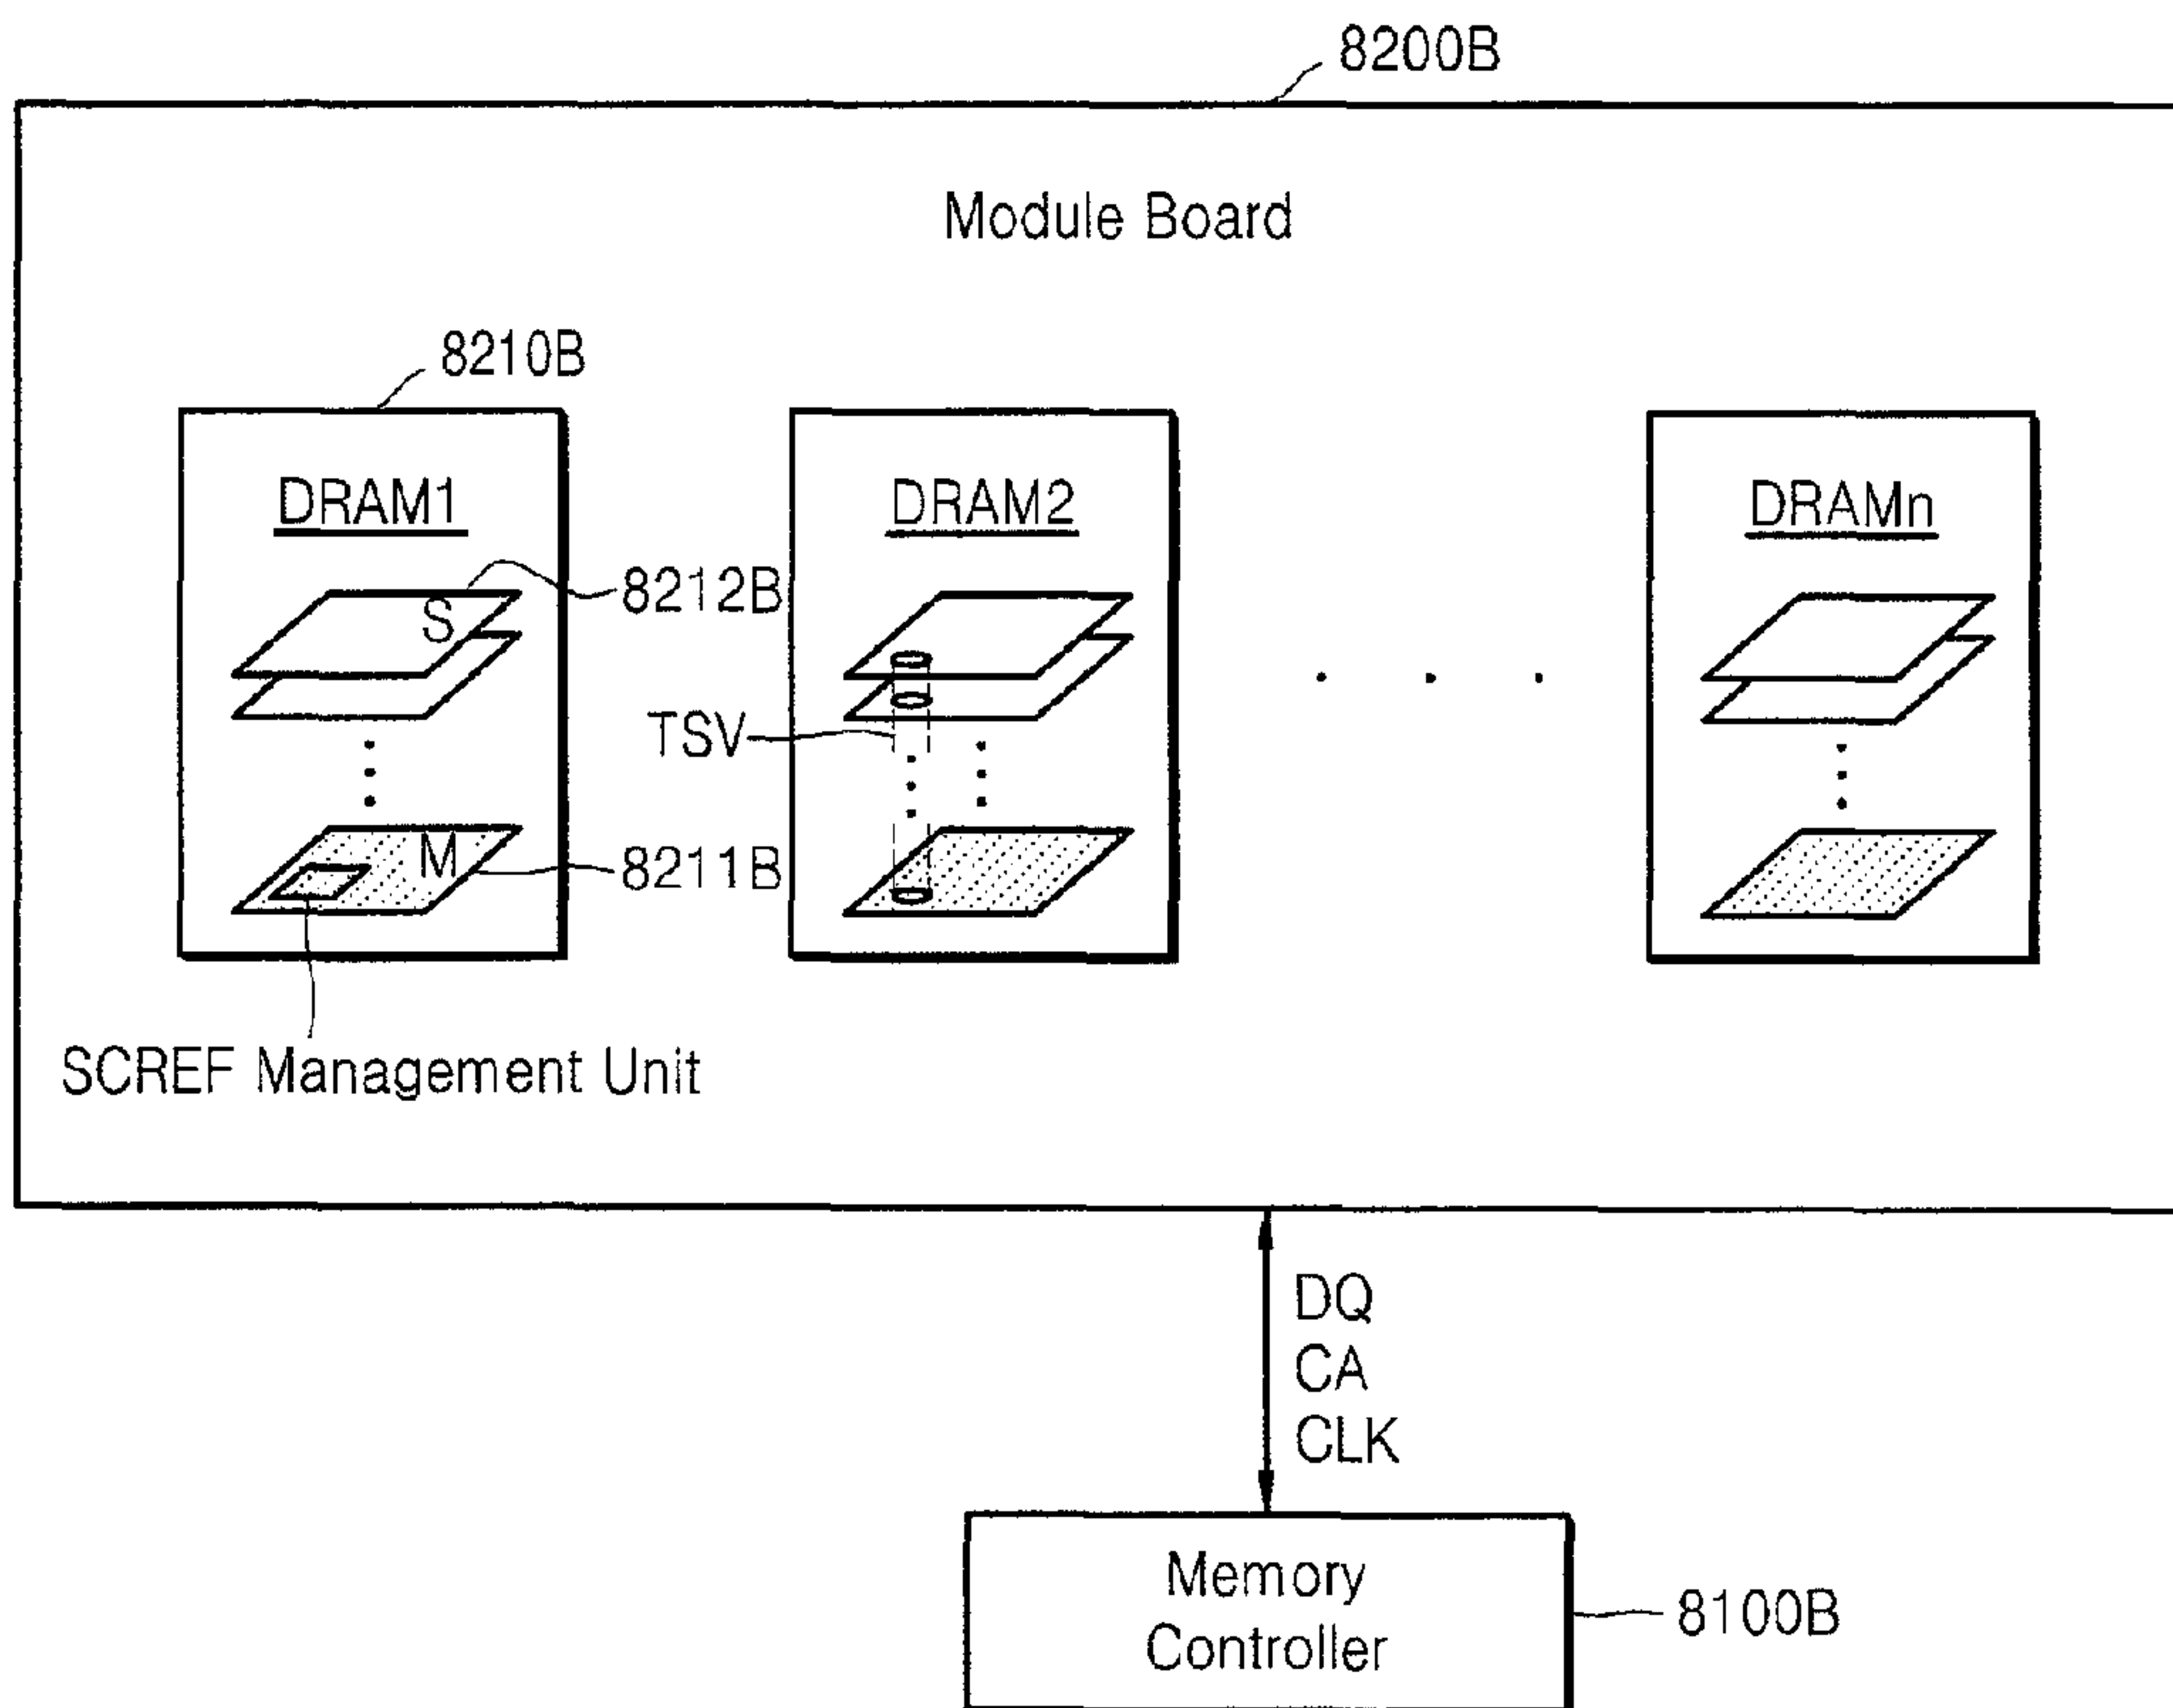 8200B
Module Board
8210B
DRAM1
DRAM2
DRAMn
S
8212B
TSV
M
8211B
SCREF Management Unit
DQ
CA
CLK
Memory
Controller
8100B